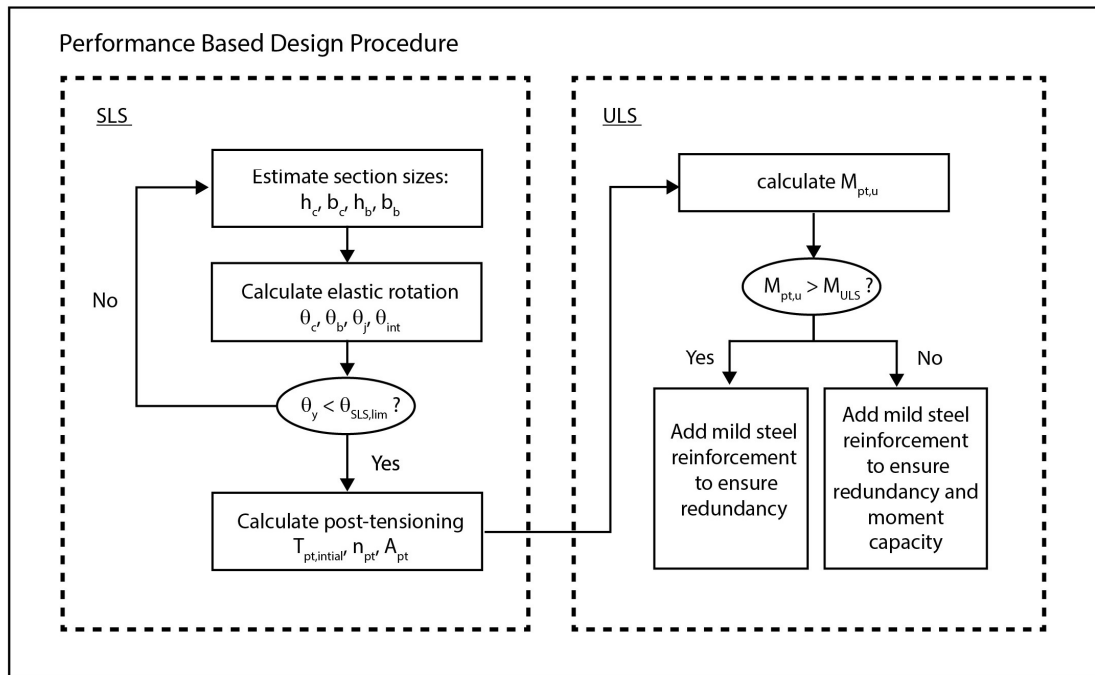 Performance Based Design Procedure
SLS
Estimate section sizes:
h_c, b_c, h_b, b_b
Calculate elastic rotation
θ_c, θ_b, θ_j, θ_int
No
θ_y < θ_SLS,lim ?
Yes
Calculate post-tensioning
T_pt,intial, n_pt, A_pt
ULS
calculate M_pt,u
M_pt,u > M_ULS ?
Yes
No
Add mild steel
reinforcement
to ensure
redundancy
Add mild steel
reinforcement
to ensure
redundancy and
moment
capacity